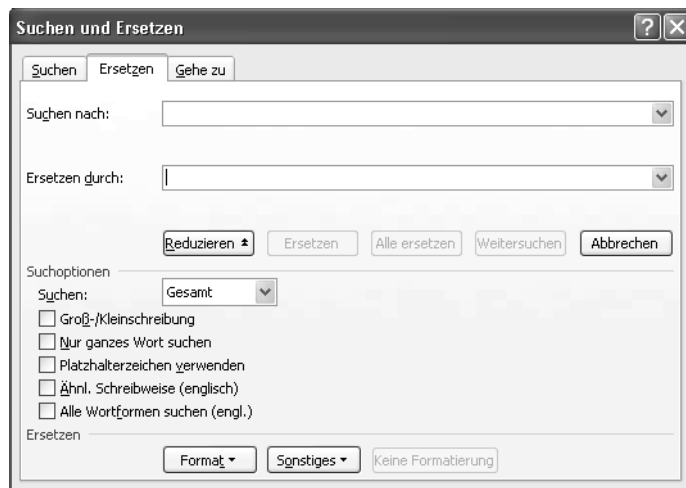 Suchen und Ersetzen
Suchen Ersetzen Gehe zu
Suchen nach:
Ersetzen durch:
Reduzieren Ersetzen Alle ersetzen Weitersuchen Abbrechen
Suchoptionen
Suchen: Gesamt
Groß-/Kleinschreibung
Nur ganzes Wort suchen
Platzhalterzeichen verwenden
Ähnl. Schreibweise (englisch)
Alle Wortformen suchen (engl.)
Ersetzen
Format Sonstiges Keine Formatierung